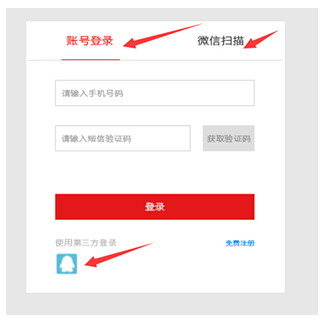 账号登录 微信扫描
请输入手机号码
请输入短信验证码 获取验证码
登录
使用第三方登录 免费注册